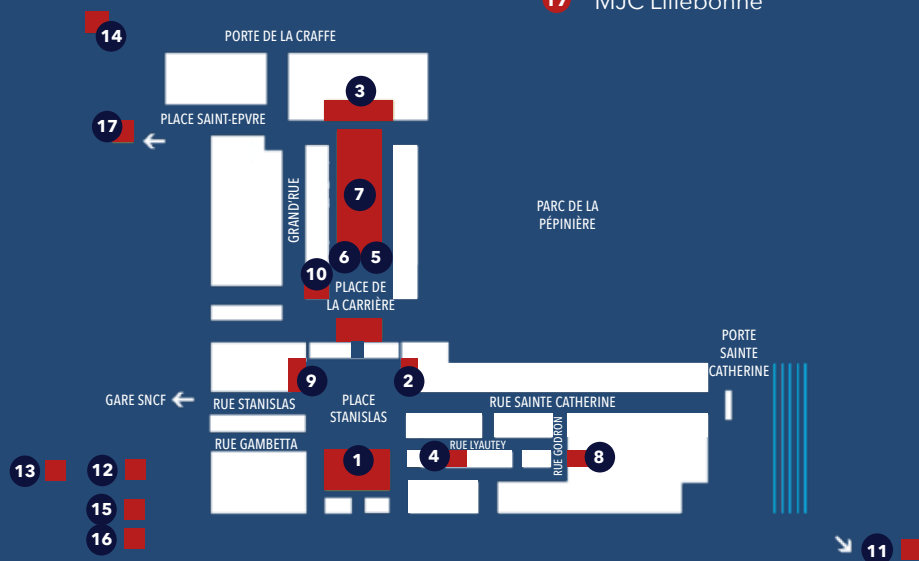 17 MJC Lillebonne
14
PORTE DE LA CRAFFE
3
17
PLACE SAINT-EPVRE
GRAND'RUE
7
PARC DE LA
PÉPINIÈRE
6
5
10
PLACE DE
LA CARRIÈRE
PORTE
SAINTE
CATHERINE
9
2
GARE SNCF
RUE STANISLAS
PLACE
STANISLAS
RUE SAINTE CATHERINE
RUE GAMBETTA
RUE LYAUTEY
RUE GODRON
1
4
8
13
12
15
16
11